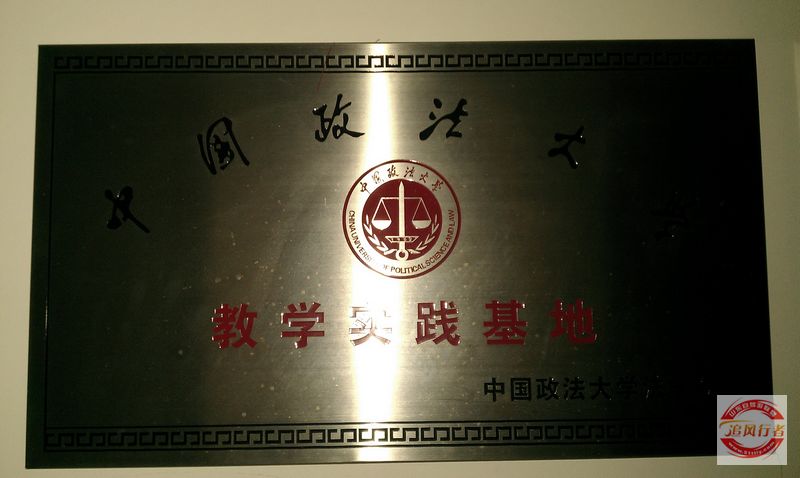 中国政法大学
中国政法大学
CHINA UNIVERSITY OF POLITICAL SCIENCE AND LAW
教学实践基地
中国政法大学
追风行者